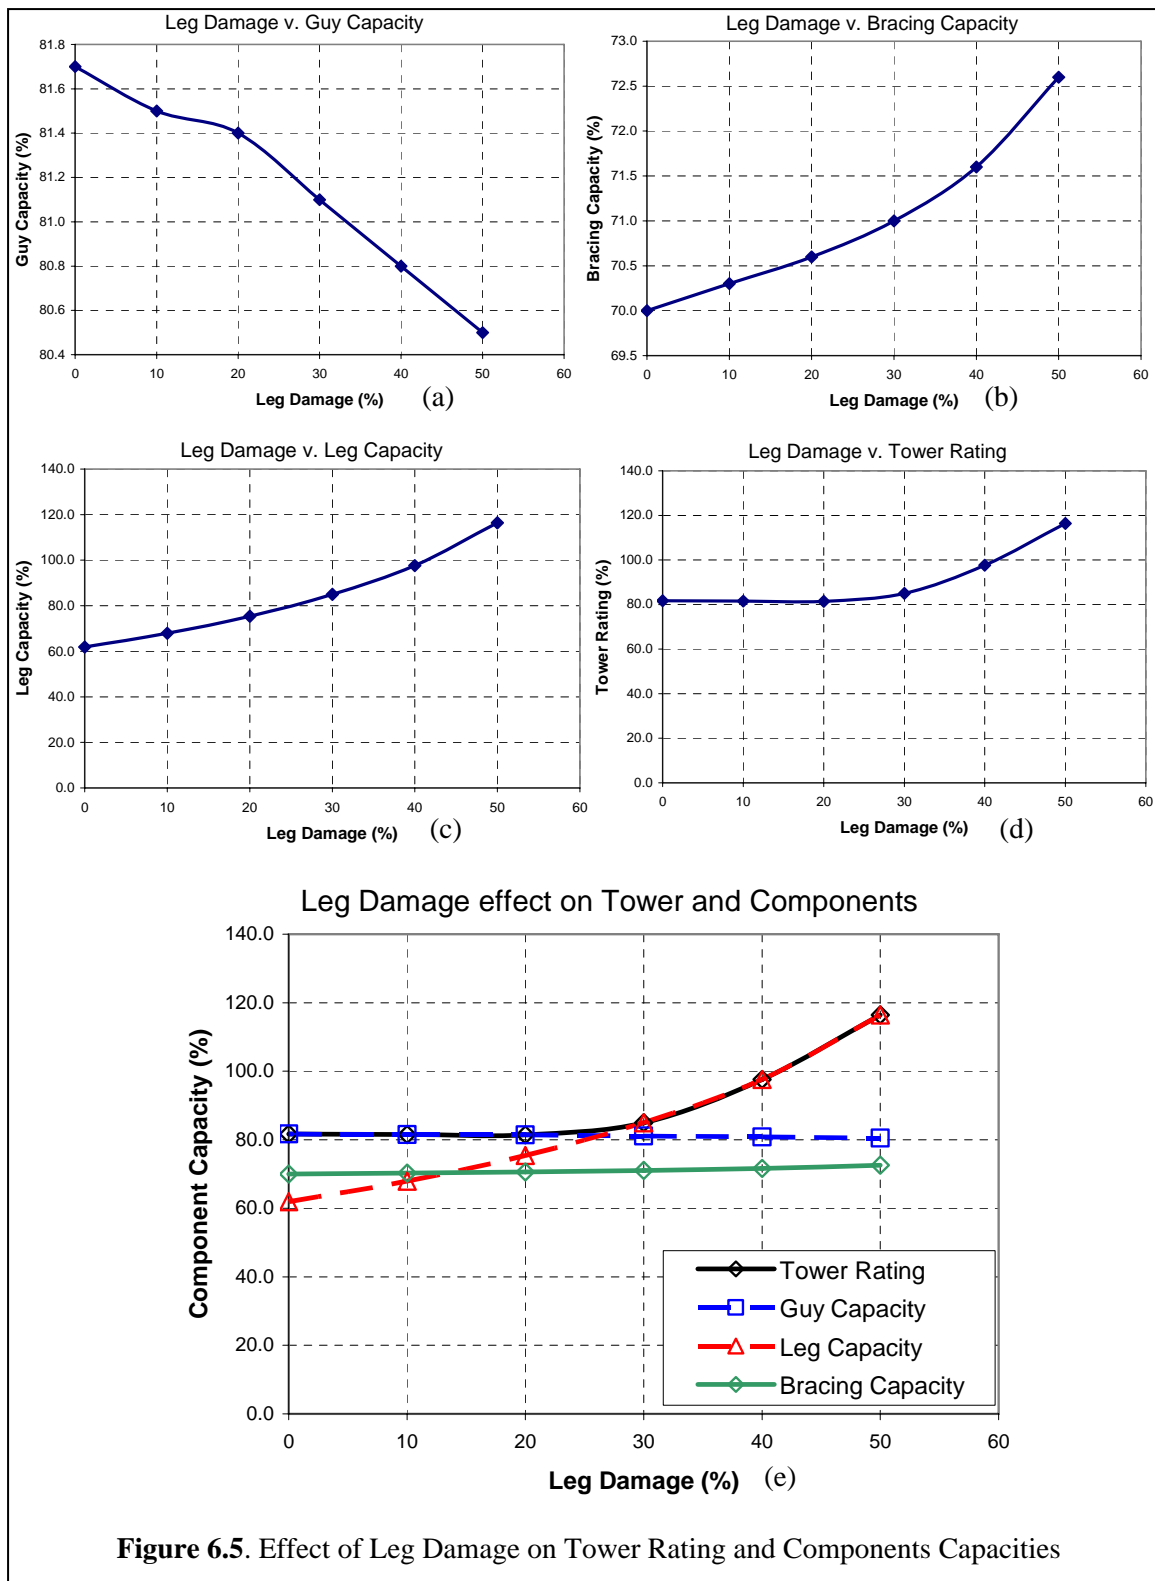 Leg Damage v. Guy Capacity
81.8
81.6
81.4
81.2
81.0
80.8
80.6
80.4
Guy Capacity (%)
0 10 20 30 40 50 60
Leg Damage (%) (a)
Leg Damage v. Bracing Capacity
73.0
72.5
72.0
71.5
71.0
70.5
70.0
69.5
Bracing Capacity (%)
0 10 20 30 40 50 60
Leg Damage (%) (b)
Leg Damage v. Leg Capacity
140.0
120.0
100.0
80.0
60.0
40.0
20.0
0.0
Leg Capacity (%)
0 10 20 30 40 50 60
Leg Damage (%) (c)
Leg Damage v. Tower Rating
140.0
120.0
100.0
80.0
60.0
40.0
20.0
0.0
Tower Rating (%)
0 10 20 30 40 50 60
Leg Damage (%) (d)
Leg Damage effect on Tower and Components
140.0
120.0
100.0
80.0
60.0
40.0
20.0
0.0
Component Capacity (%)
Tower Rating
Guy Capacity
Leg Capacity
Bracing Capacity
0 10 20 30 40 50 60
Leg Damage (%) (e)
Figure 6.5. Effect of Leg Damage on Tower Rating and Components Capacities